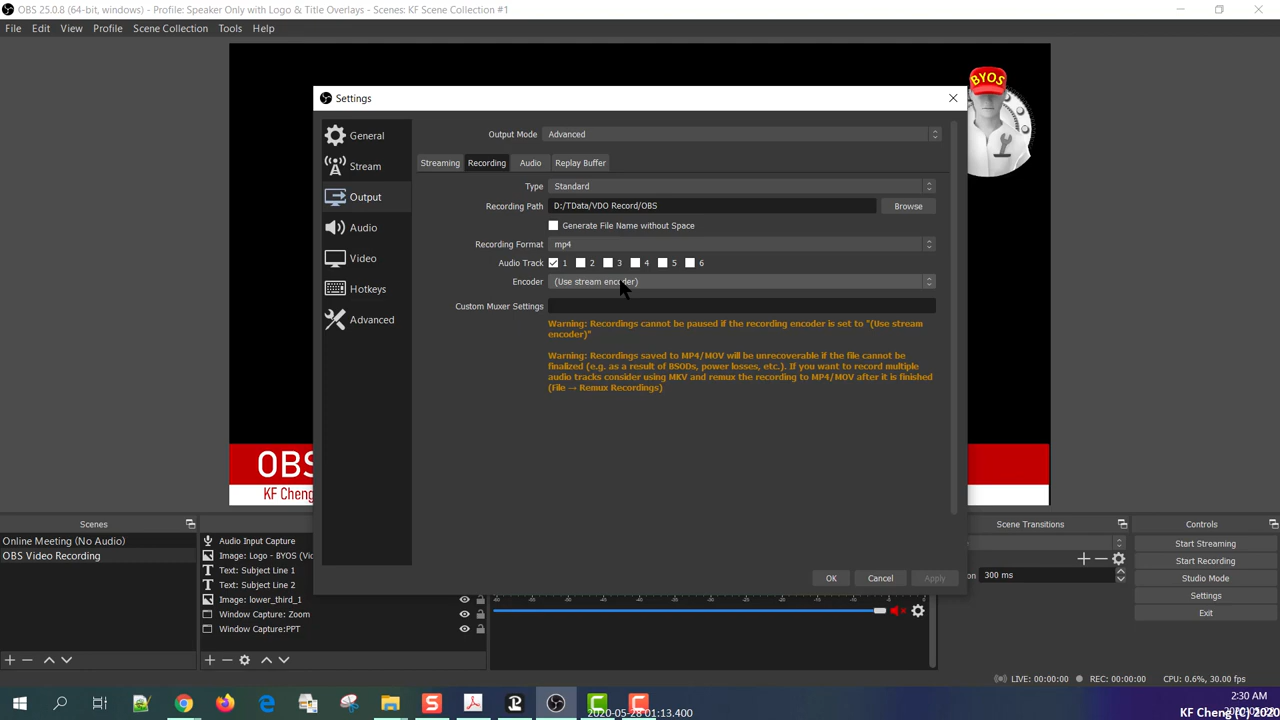 OBS 25.0.8 (64-bit, windows) - Profile: Speaker Only with Logo & Title Overlays - Scenes: KF Scene Collection #1
File Edit View Profile Scene Collection Tools Help
BYOS
Settings
General
Stream
Output
Audio
Video
Hotkeys
Advanced
Output Mode Advanced
Streaming Recording Audio Replay Buffer
Type Standard
Recording Path D:/TData/VDO Record/OBS Browse
Generate File Name without Space
Recording Format mp4
Audio Track 1 2 3 4 5 6
Encoder (Use stream encoder)
Custom Muxer Settings
Warning: Recordings cannot be paused if the recording encoder is set to "(Use stream
encoder)"
Warning: Recordings saved to MP4/MOV will be unrecoverable if the file cannot be
finalized (e.g. as a result of BSODs, power losses, etc.). If you want to record multiple
audio tracks consider using MKV and remux the recording to MP4/MOV after it is finished
(File → Remux Recordings)
OK Cancel Apply
OBS
KF Cheng
Scenes
Online Meeting (No Audio)
OBS Video Recording
Audio Input Capture
Image: Logo - BYOS (Vi
Text: Subject Line 1
Text: Subject Line 2
Image: lower_third_1
Window Capture: Zoom
Window Capture:PPT
Scene Transitions
on 300 ms
Controls
Start Streaming
Start Recording
Studio Mode
Settings
Exit
LIVE: 00:00:00 REC: 00:00:00 CPU: 0.6%, 30.00 fps
2:30 AM
2020-05-28 01:13.400
KF Cheng (C) 2020